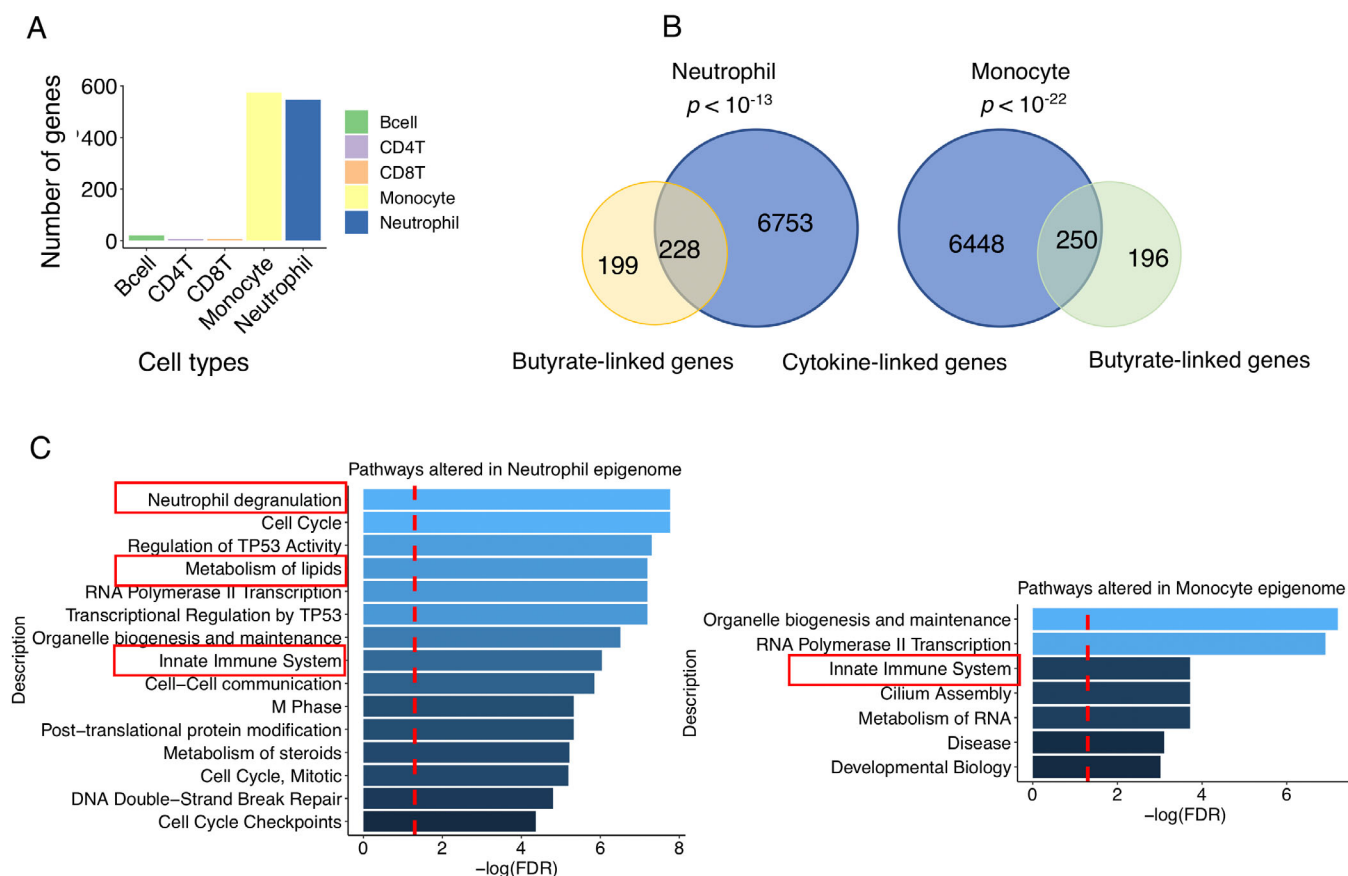 A
Number of genes
600
400
200
0
Bcell
CD4T
CD8T
Monocyte
Neutrophil
Cell types
Bcell
CD4T
CD8T
Monocyte
Neutrophil
B
Neutrophil
p < 10-13
Monocyte
p < 10-22
199
228
6753
6448
250
196
Butyrate-linked genes
Cytokine-linked genes
Butyrate-linked genes
C
Pathways altered in Neutrophil epigenome
Description
Neutrophil degranulation
Cell Cycle
Regulation of TP53 Activity
Metabolism of lipids
RNA Polymerase II Transcription
Transcriptional Regulation by TP53
Organelle biogenesis and maintenance
Innate Immune System
Cell–Cell communication
M Phase
Post–translational protein modification
Metabolism of steroids
Cell Cycle, Mitotic
DNA Double–Strand Break Repair
Cell Cycle Checkpoints
0 2 4 6 8
−log(FDR)
Pathways altered in Monocyte epigenome
Description
Organelle biogenesis and maintenance
RNA Polymerase II Transcription
Innate Immune System
Cilium Assembly
Metabolism of RNA
Disease
Developmental Biology
0 2 4 6
−log(FDR)